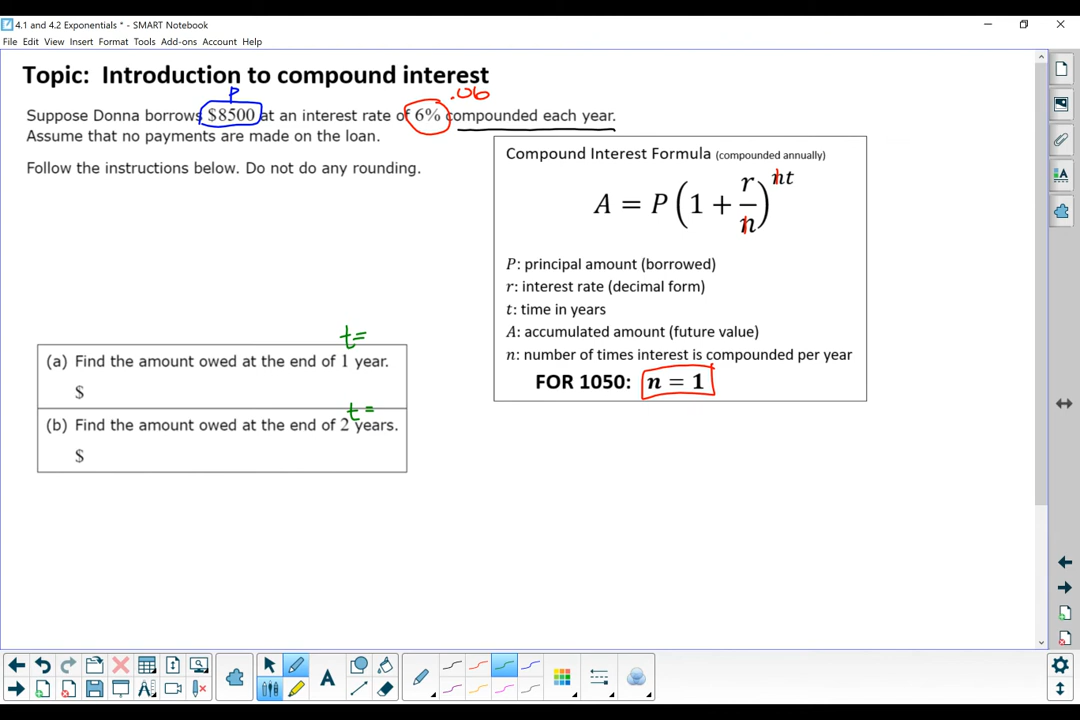 4.1 and 4.2 Exponentials * - SMART Notebook
File Edit View Insert Format Tools Add-ons Account Help
Topic: Introduction to compound interest
P
.06
Suppose Donna borrows $8500 at an interest rate of 6% compounded each year.
Assume that no payments are made on the loan.
Follow the instructions below. Do not do any rounding.
Compound Interest Formula (compounded annually)
A = P(1 + r/n)^nt
P: principal amount (borrowed)
r: interest rate (decimal form)
t: time in years
A: accumulated amount (future value)
n: number of times interest is compounded per year
FOR 1050: n = 1
t=
(a) Find the amount owed at the end of 1 year.
$
t=
(b) Find the amount owed at the end of 2 years.
$